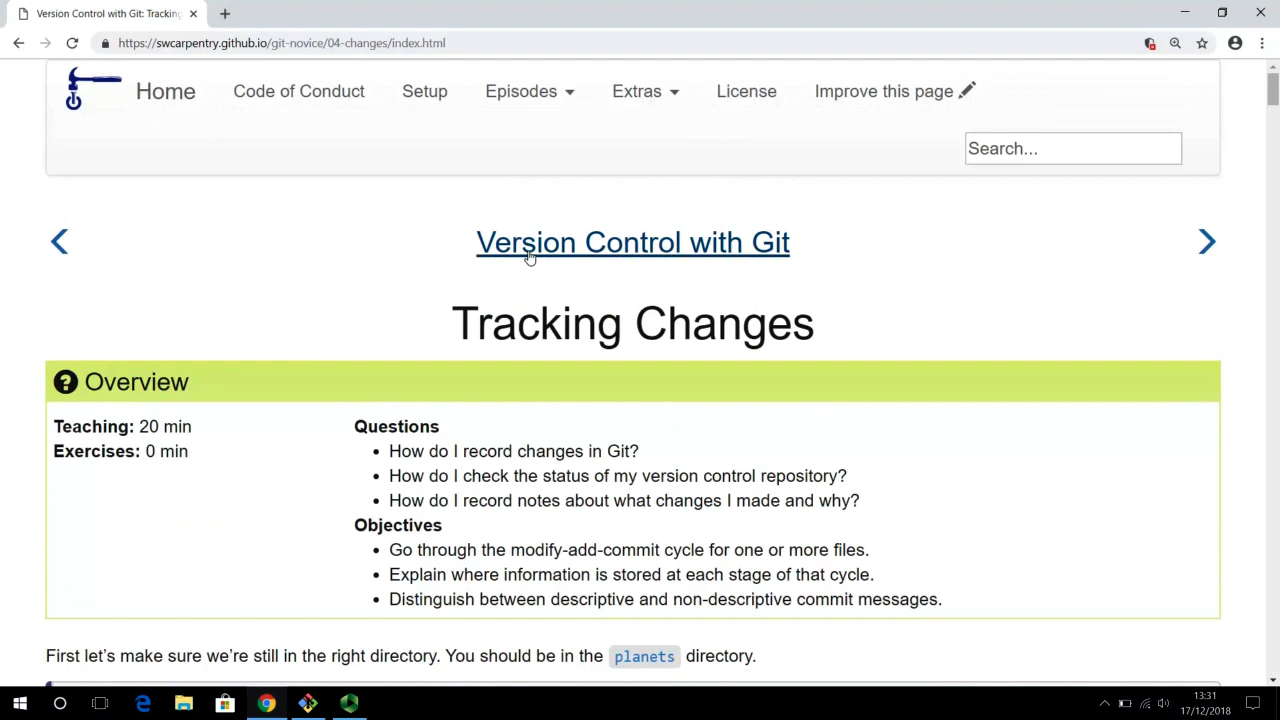 Version Control with Git: Tracking
https://swcarpentry.github.io/git-novice/04-changes/index.html
Home Code of Conduct Setup Episodes Extras License Improve this page
Search...
Version Control with Git
Tracking Changes
? Overview
Teaching: 20 min
Exercises: 0 min
Questions
How do I record changes in Git?
How do I check the status of my version control repository?
How do I record notes about what changes I made and why?
Objectives
Go through the modify-add-commit cycle for one or more files.
Explain where information is stored at each stage of that cycle.
Distinguish between descriptive and non-descriptive commit messages.
First let’s make sure we’re still in the right directory. You should be in the planets directory.
13:31
17/12/2018